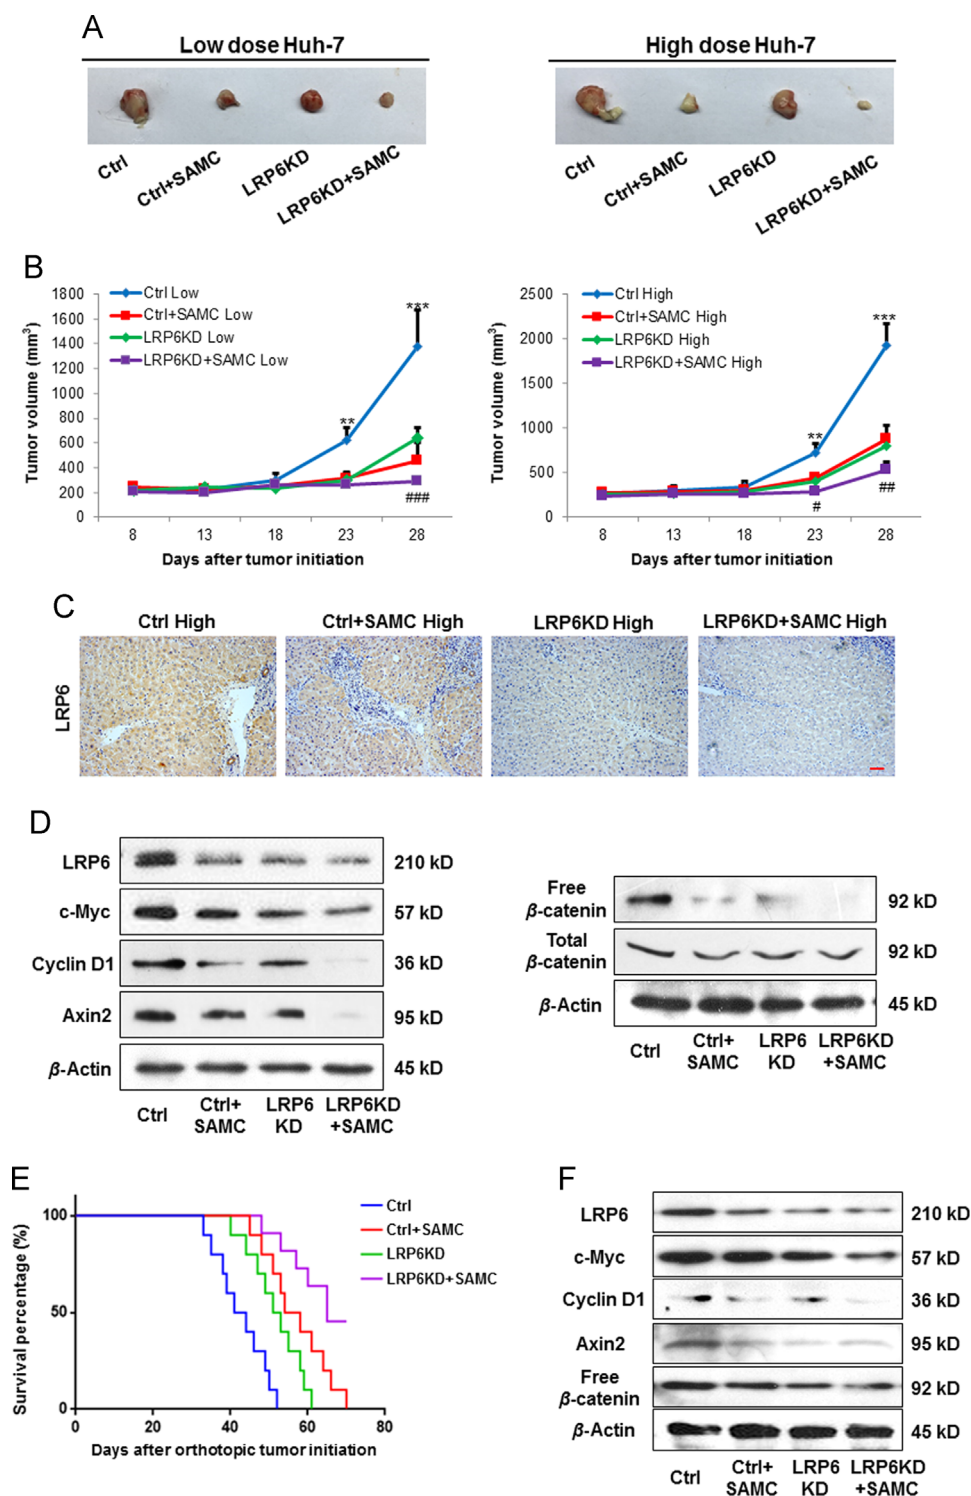 A
Low dose Huh-7
High dose Huh-7
Ctrl
Ctrl+SAMC
LRP6KD
LRP6KD+SAMC
Ctrl
Ctrl+SAMC
LRP6KD
LRP6KD+SAMC
B
Tumor volume (mm³)
1800
1600
1400
1200
1000
800
600
400
200
0
Ctrl Low
Ctrl+SAMC Low
LRP6KD Low
LRP6KD+SAMC Low
***
**
###
8 13 18 23 28
Days after tumor initiation
Tumor volume (mm³)
2500
2000
1500
1000
500
0
Ctrl High
Ctrl+SAMC High
LRP6KD High
LRP6KD+SAMC High
***
**
##
#
8 13 18 23 28
Days after tumor initiation
C
Ctrl High
Ctrl+SAMC High
LRP6KD High
LRP6KD+SAMC High
LRP6
D
LRP6 210 kD
c-Myc 57 kD
Cyclin D1 36 kD
Axin2 95 kD
β-Actin 45 kD
Ctrl
Ctrl+
SAMC
LRP6
KD
LRP6KD
+SAMC
Free
β-catenin 92 kD
Total
β-catenin 92 kD
β-Actin 45 kD
Ctrl
Ctrl+
SAMC
LRP6
KD
LRP6KD
+SAMC
E
Survival percentage (%)
100
50
0
Ctrl
Ctrl+SAMC
LRP6KD
LRP6KD+SAMC
0 20 40 60 80
Days after orthotopic tumor initiation
F
LRP6 210 kD
c-Myc 57 kD
Cyclin D1 36 kD
Axin2 95 kD
Free
β-catenin 92 kD
β-Actin 45 kD
Ctrl
Ctrl+
SAMC
LRP6
KD
LRP6KD
+SAMC